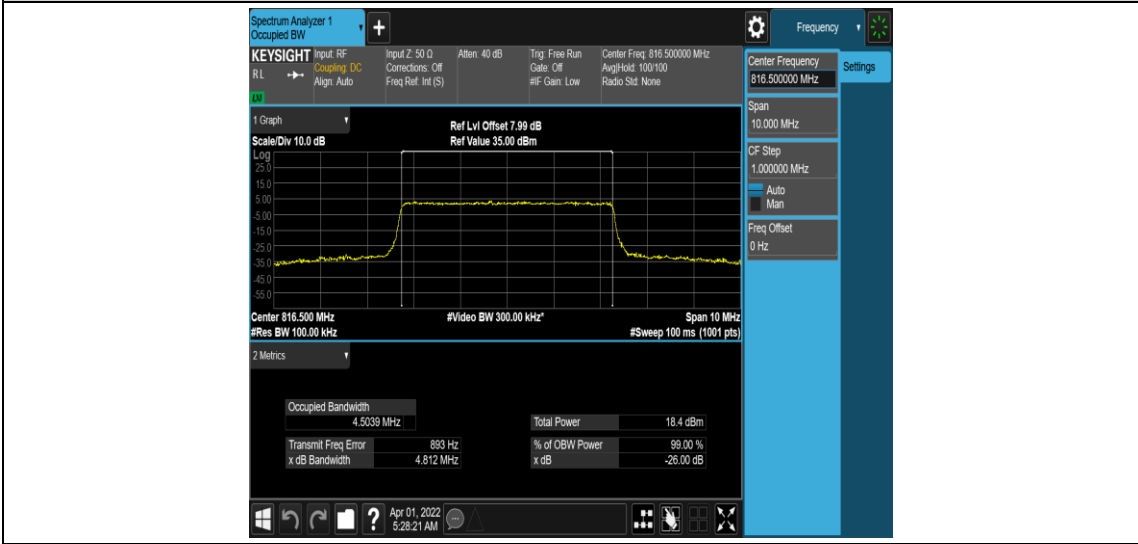 Spectrum Analyzer 1
Occupied BW
+
Frequency
KEYSIGHT
RL
LXI
Input: RF
Coupling: DC
Align: Auto
Input Z: 50 Ω
Corrections: Off
Freq Ref: Int (S)
Atten: 40 dB
Trig: Free Run
Gate: Off
#IF Gain: Low
Center Freq: 816.500000 MHz
Avg|Hold: 100/100
Radio Std: None
Center Frequency
816.500000 MHz
Settings
Span
10.000 MHz
CF Step
1.000000 MHz
Auto
Man
Freq Offset
0 Hz
1 Graph
Scale/Div 10.0 dB
Ref Lvl Offset 7.99 dB
Ref Value 35.00 dBm
Log
25.0
15.0
5.00
-5.00
-15.0
-25.0
-35.0
-45.0
-55.0
Center 816.500 MHz
#Video BW 300.00 kHz*
Span 10 MHz
#Res BW 100.00 kHz
#Sweep 100 ms (1001 pts)
2 Metrics
Occupied Bandwidth
4.5039 MHz
Total Power 18.4 dBm
Transmit Freq Error 893 Hz
% of OBW Power 99.00 %
x dB Bandwidth 4.812 MHz
x dB -26.00 dB
?
Apr 01, 2022
5:28:21 AM